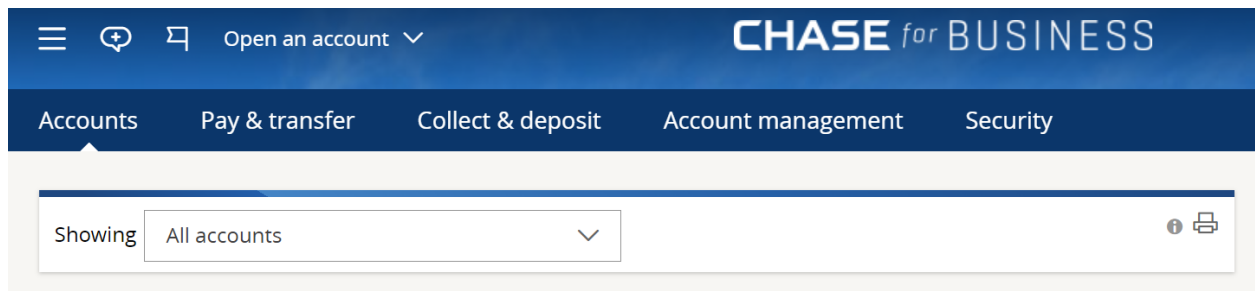 Open an account
CHASE for BUSINESS
Accounts Pay & transfer Collect & deposit Account management Security
Showing All accounts